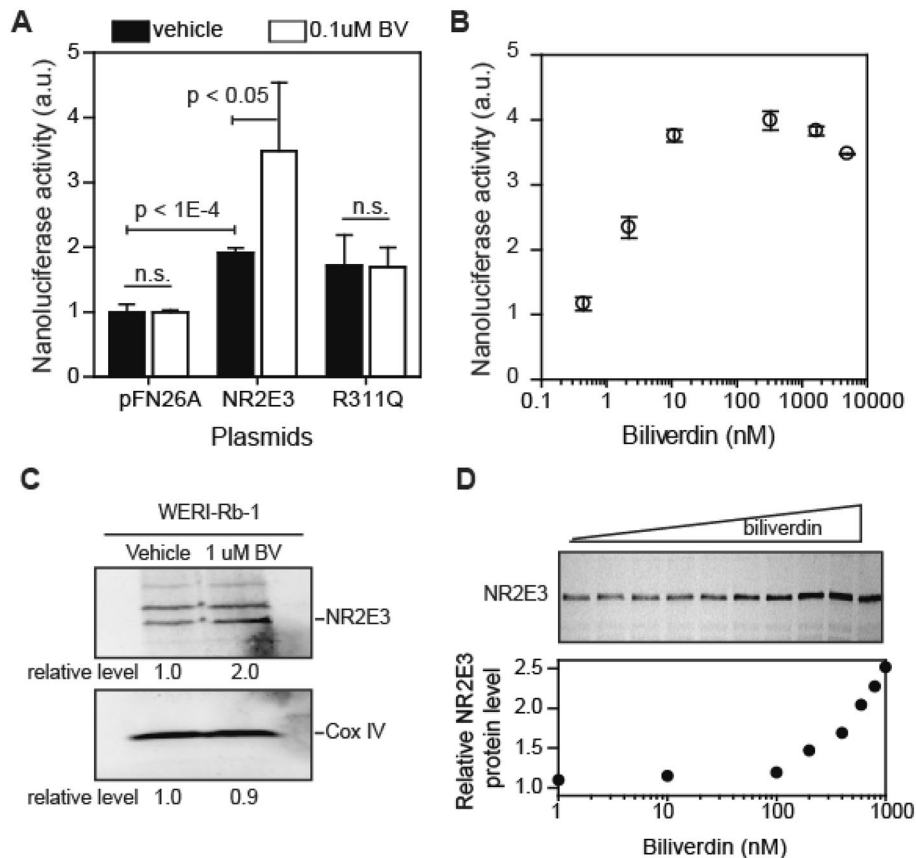 A
vehicle
0.1uM BV
Nanoluciferase activity (a.u.)
5
4
3
2
1
0
p < 0.05
p < 1E-4
n.s.
n.s.
pFN26A
NR2E3
R311Q
Plasmids
B
Nanoluciferase activity (a.u.)
5
4
3
2
1
0
0.1
1
10
100
1000
10000
Biliverdin (nM)
C
WERI-Rb-1
Vehicle 1 uM BV
NR2E3
relative level 1.0 2.0
Cox IV
relative level 1.0 0.9
D
biliverdin
NR2E3
Relative NR2E3
protein level
2.5
2.0
1.5
1.0
1
10
100
1000
Biliverdin (nM)